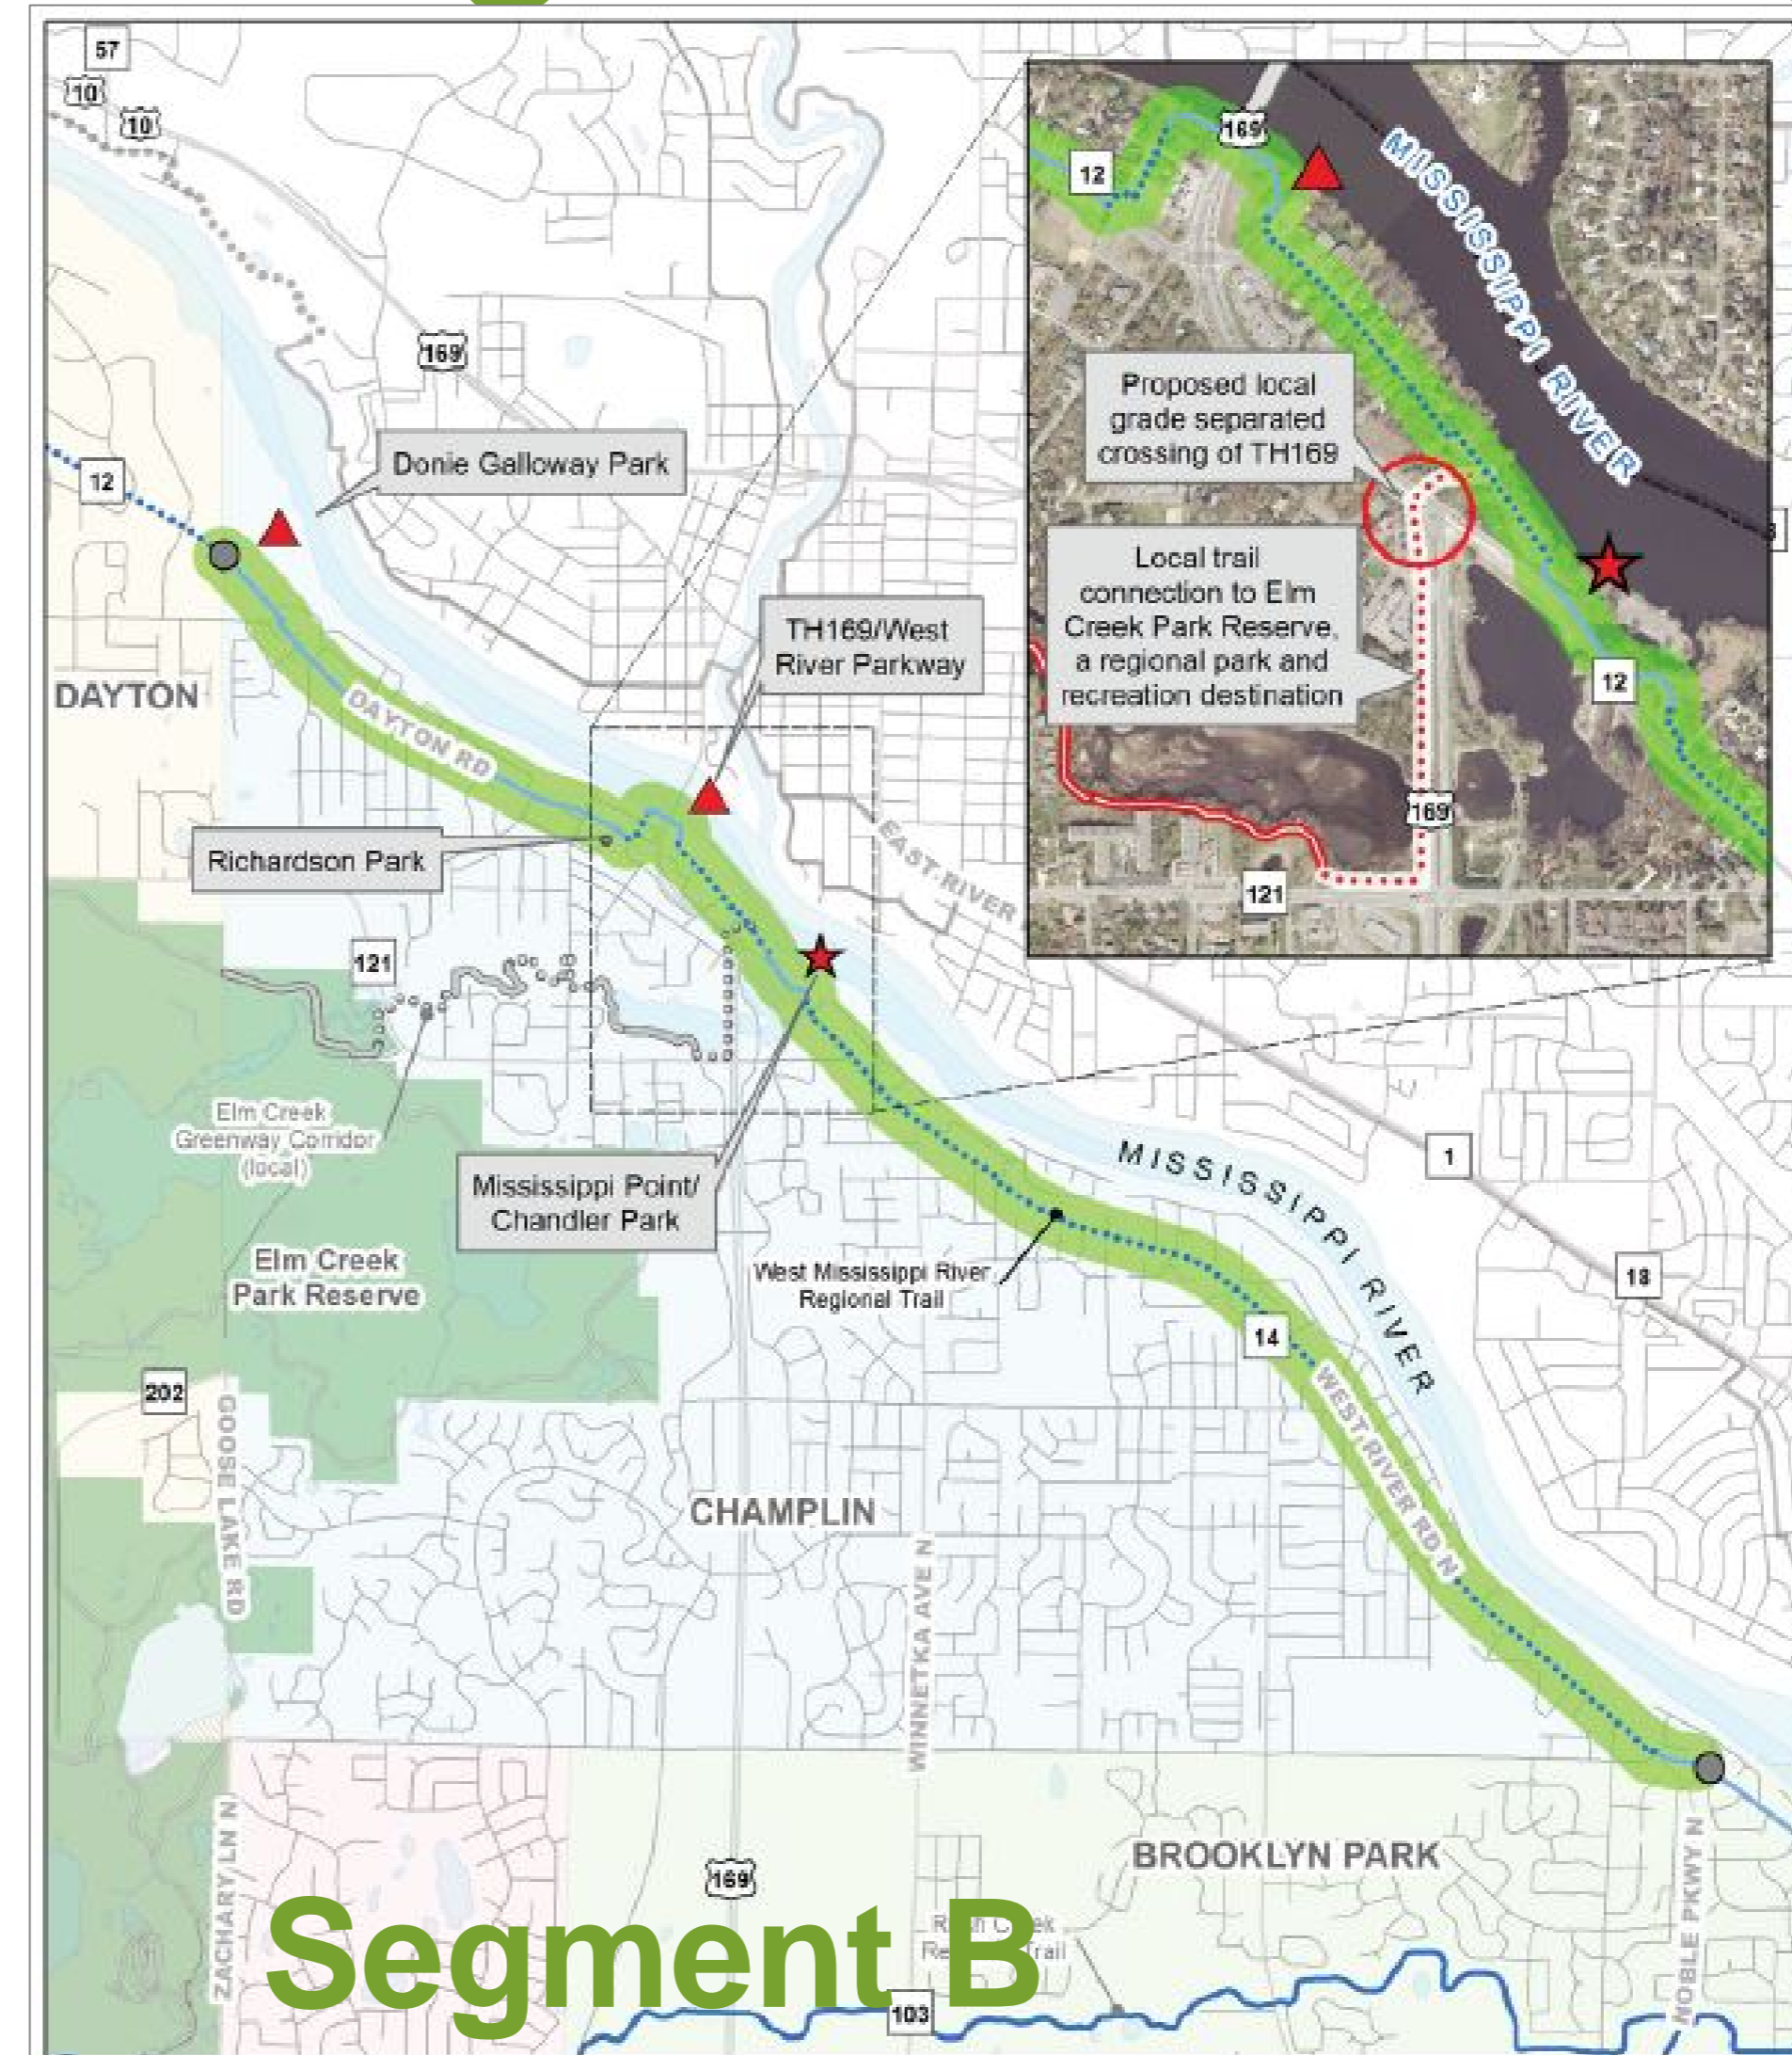 57
10
10
169
12
Donie Galloway Park
TH169/West
River Parkway
DAYTON
DAYTON RD
Richardson Park
EAST RIVER
121
Elm Creek
Greenway Corridor
(local)
Mississippi Point/
Chandler Park
Elm Creek
Park Reserve
West Mississippi River
Regional Trail
MISSISSIPPI RIVER
1
18
14
202
GOOSE LAKE RD
WEST RIVER RD N
CHAMPLIN
WINNETKA AVE N
ZACHARY LN N
BROOKLYN PARK
NOBLE PKWY N
169
Segment B
103
169
12
MISSISSIPPI RIVER
Proposed local
grade separated
crossing of TH169
Local trail
connection to Elm
Creek Park Reserve,
a regional park and
recreation destination
12
169
121